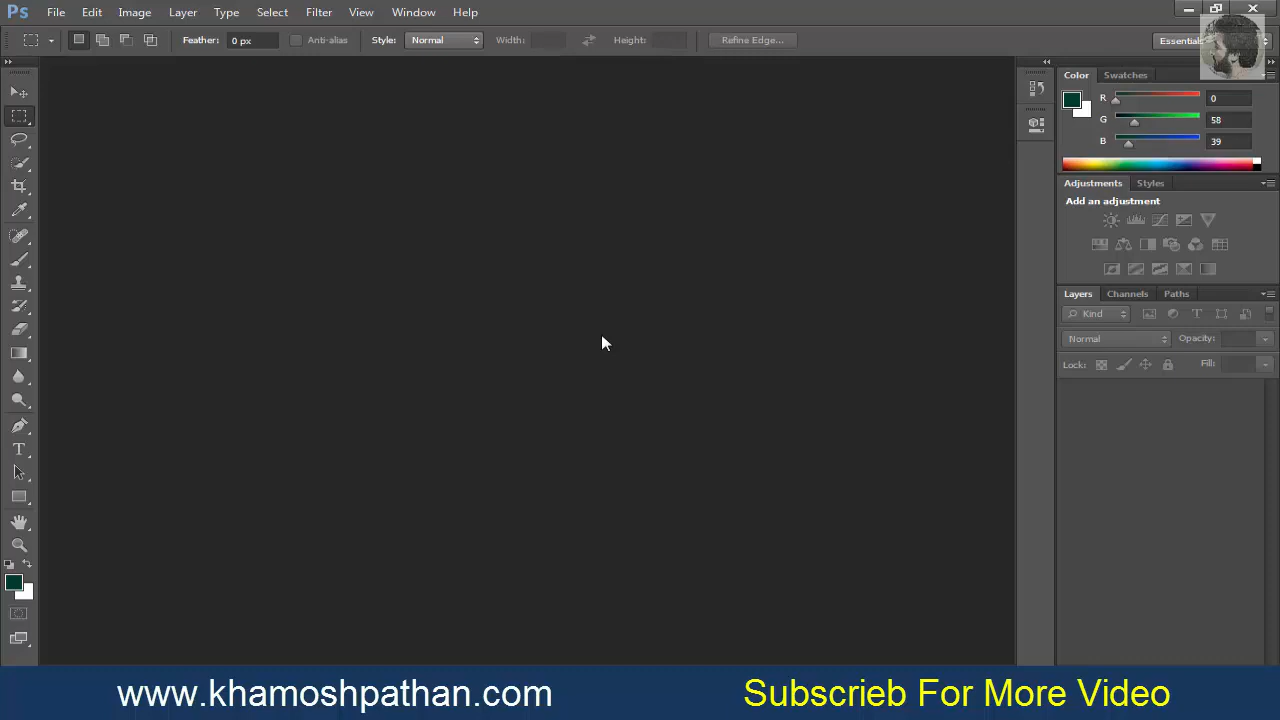 Ps File Edit Image Layer Type Select Filter View Window Help
Feather: 0 px Anti-alias Style: Normal Width: Height: Refine Edge... Essentials
Color Swatches
R 0
G 58
B 39
Adjustments Styles
Add an adjustment
Layers Channels Paths
Kind
Normal Opacity:
Lock: Fill:
www.khamoshpathan.com Subscrieb For More Video